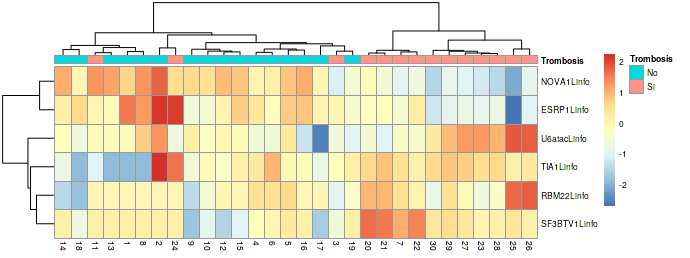 Trombosis
NOVA1Linfo
ESRP1Linfo
U6atacLinfo
TIA1Linfo
RBM22Linfo
SF3BTV1Linfo
14 18 11 13 1 8 2 24 9 10 12 15 4 6 5 16 17 3 19 20 21 7 22 30 29 27 23 28 25 26
2
1
0
-1
-2
Trombosis
No
Si